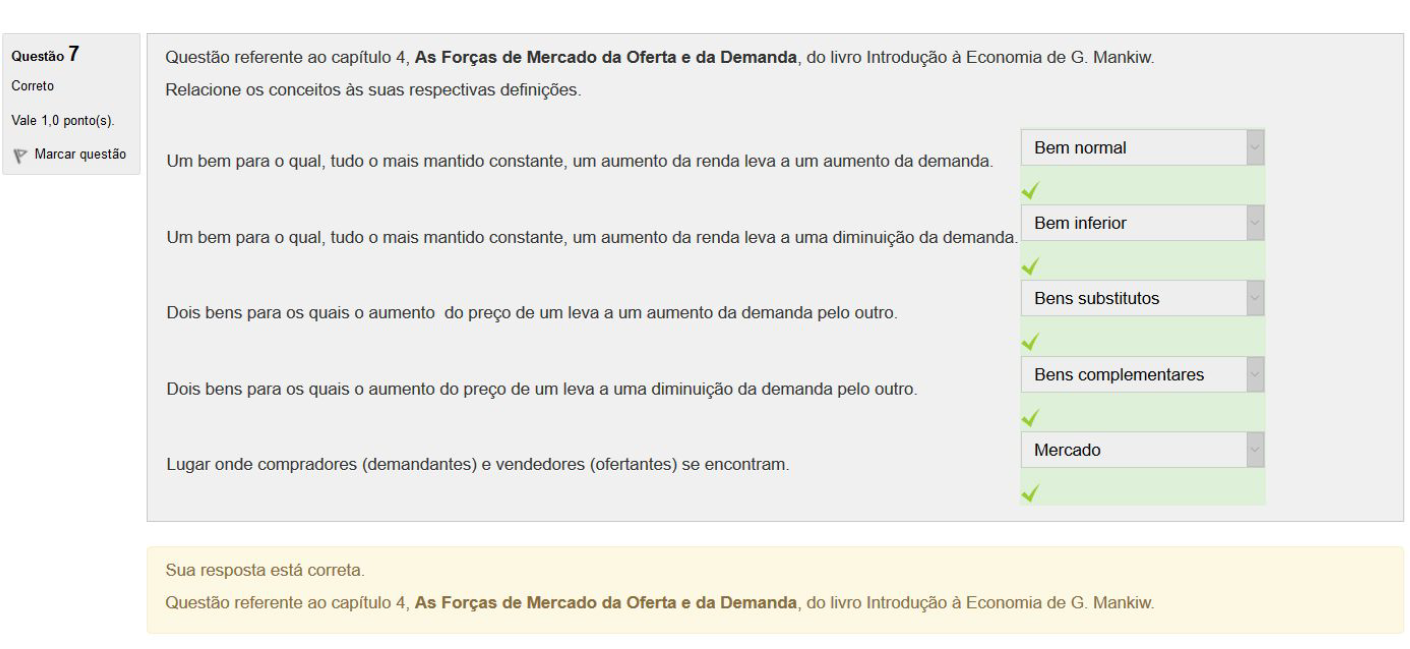 Questão 7
Correto
Vale 1,0 ponto(s).
Marcar questão
Questão referente ao capítulo 4, As Forças de Mercado da Oferta e da Demanda, do livro Introdução à Economia de G. Mankiw.
Relacione os conceitos às suas respectivas definições.
Um bem para o qual, tudo o mais mantido constante, um aumento da renda leva a um aumento da demanda.
Bem normal
Um bem para o qual, tudo o mais mantido constante, um aumento da renda leva a uma diminuição da demanda.
Bem inferior
Dois bens para os quais o aumento do preço de um leva a um aumento da demanda pelo outro.
Bens substitutos
Dois bens para os quais o aumento do preço de um leva a uma diminuição da demanda pelo outro.
Bens complementares
Lugar onde compradores (demandantes) e vendedores (ofertantes) se encontram.
Mercado
Sua resposta está correta.
Questão referente ao capítulo 4, As Forças de Mercado da Oferta e da Demanda, do livro Introdução à Economia de G. Mankiw.